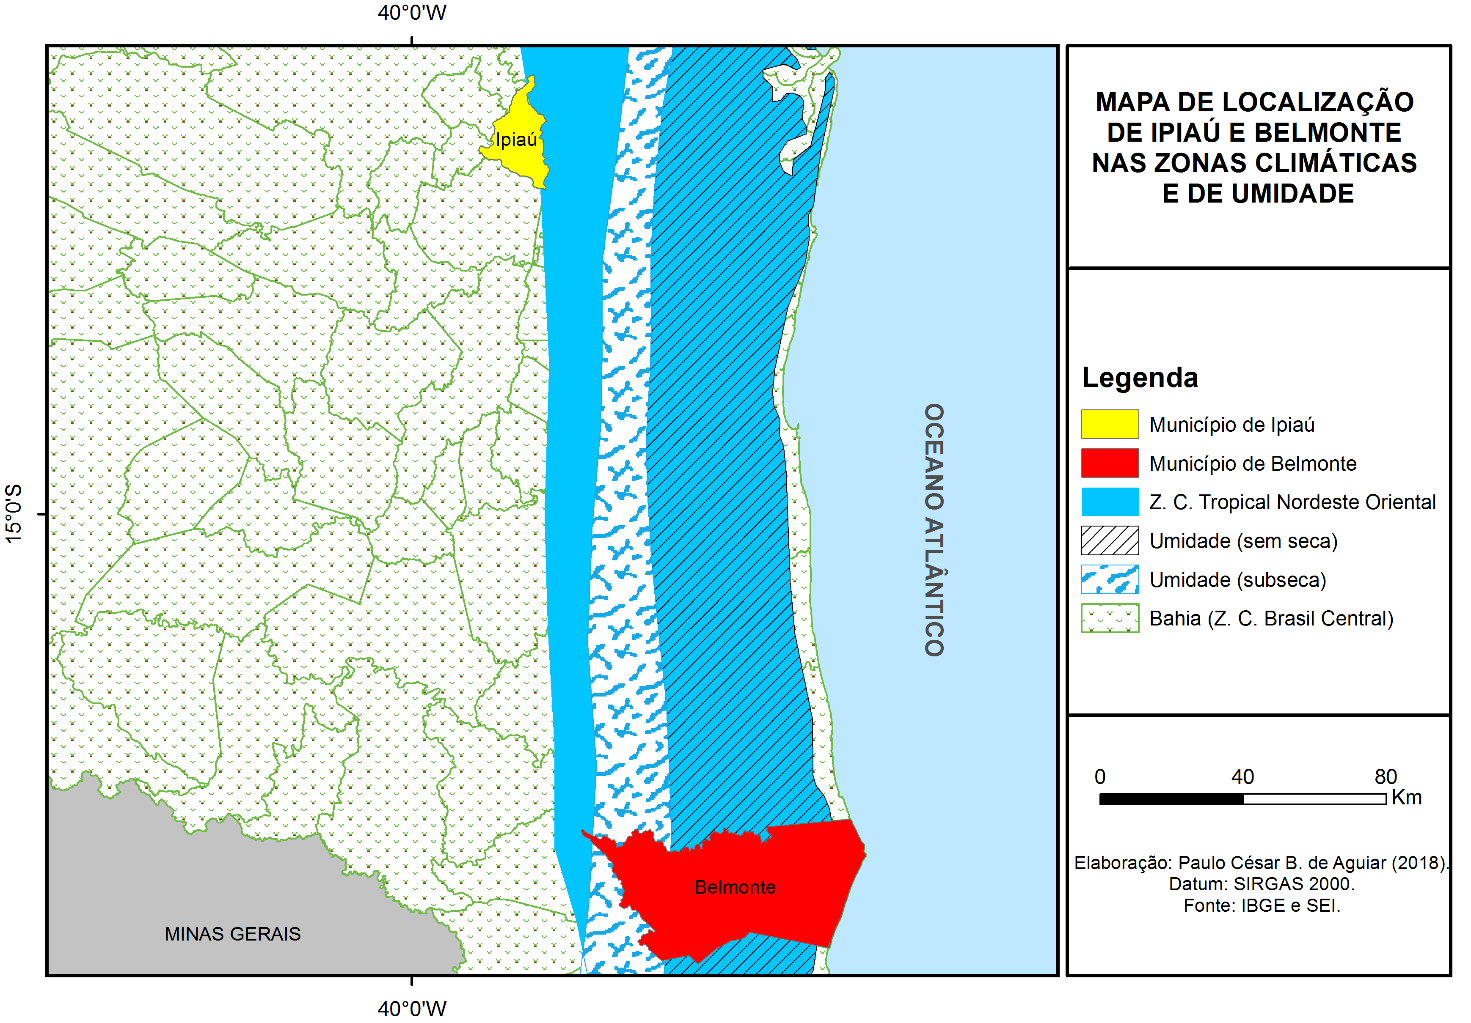 40°0'W
Ipiaú
15°0'S
OCEANO ATLÂNTICO
Belmonte
MINAS GERAIS
40°0'W
MAPA DE LOCALIZAÇÃO
DE IPIAÚ E BELMONTE
NAS ZONAS CLIMÁTICAS
E DE UMIDADE
Legenda
Município de Ipiaú
Município de Belmonte
Z. C. Tropical Nordeste Oriental
Umidade (sem seca)
Umidade (subseca)
Bahia (Z. C. Brasil Central)
0 40 80
Km
Elaboração: Paulo César B. de Aguiar (2018).
Datum: SIRGAS 2000.
Fonte: IBGE e SEI.